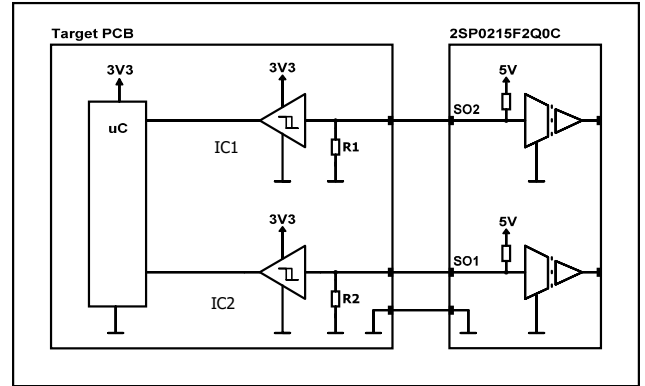 Target PCB
2SP0215F2Q0C
3V3
3V3
5V
uC
SO2
IC1
R1
3V3
5V
SO1
IC2
R2